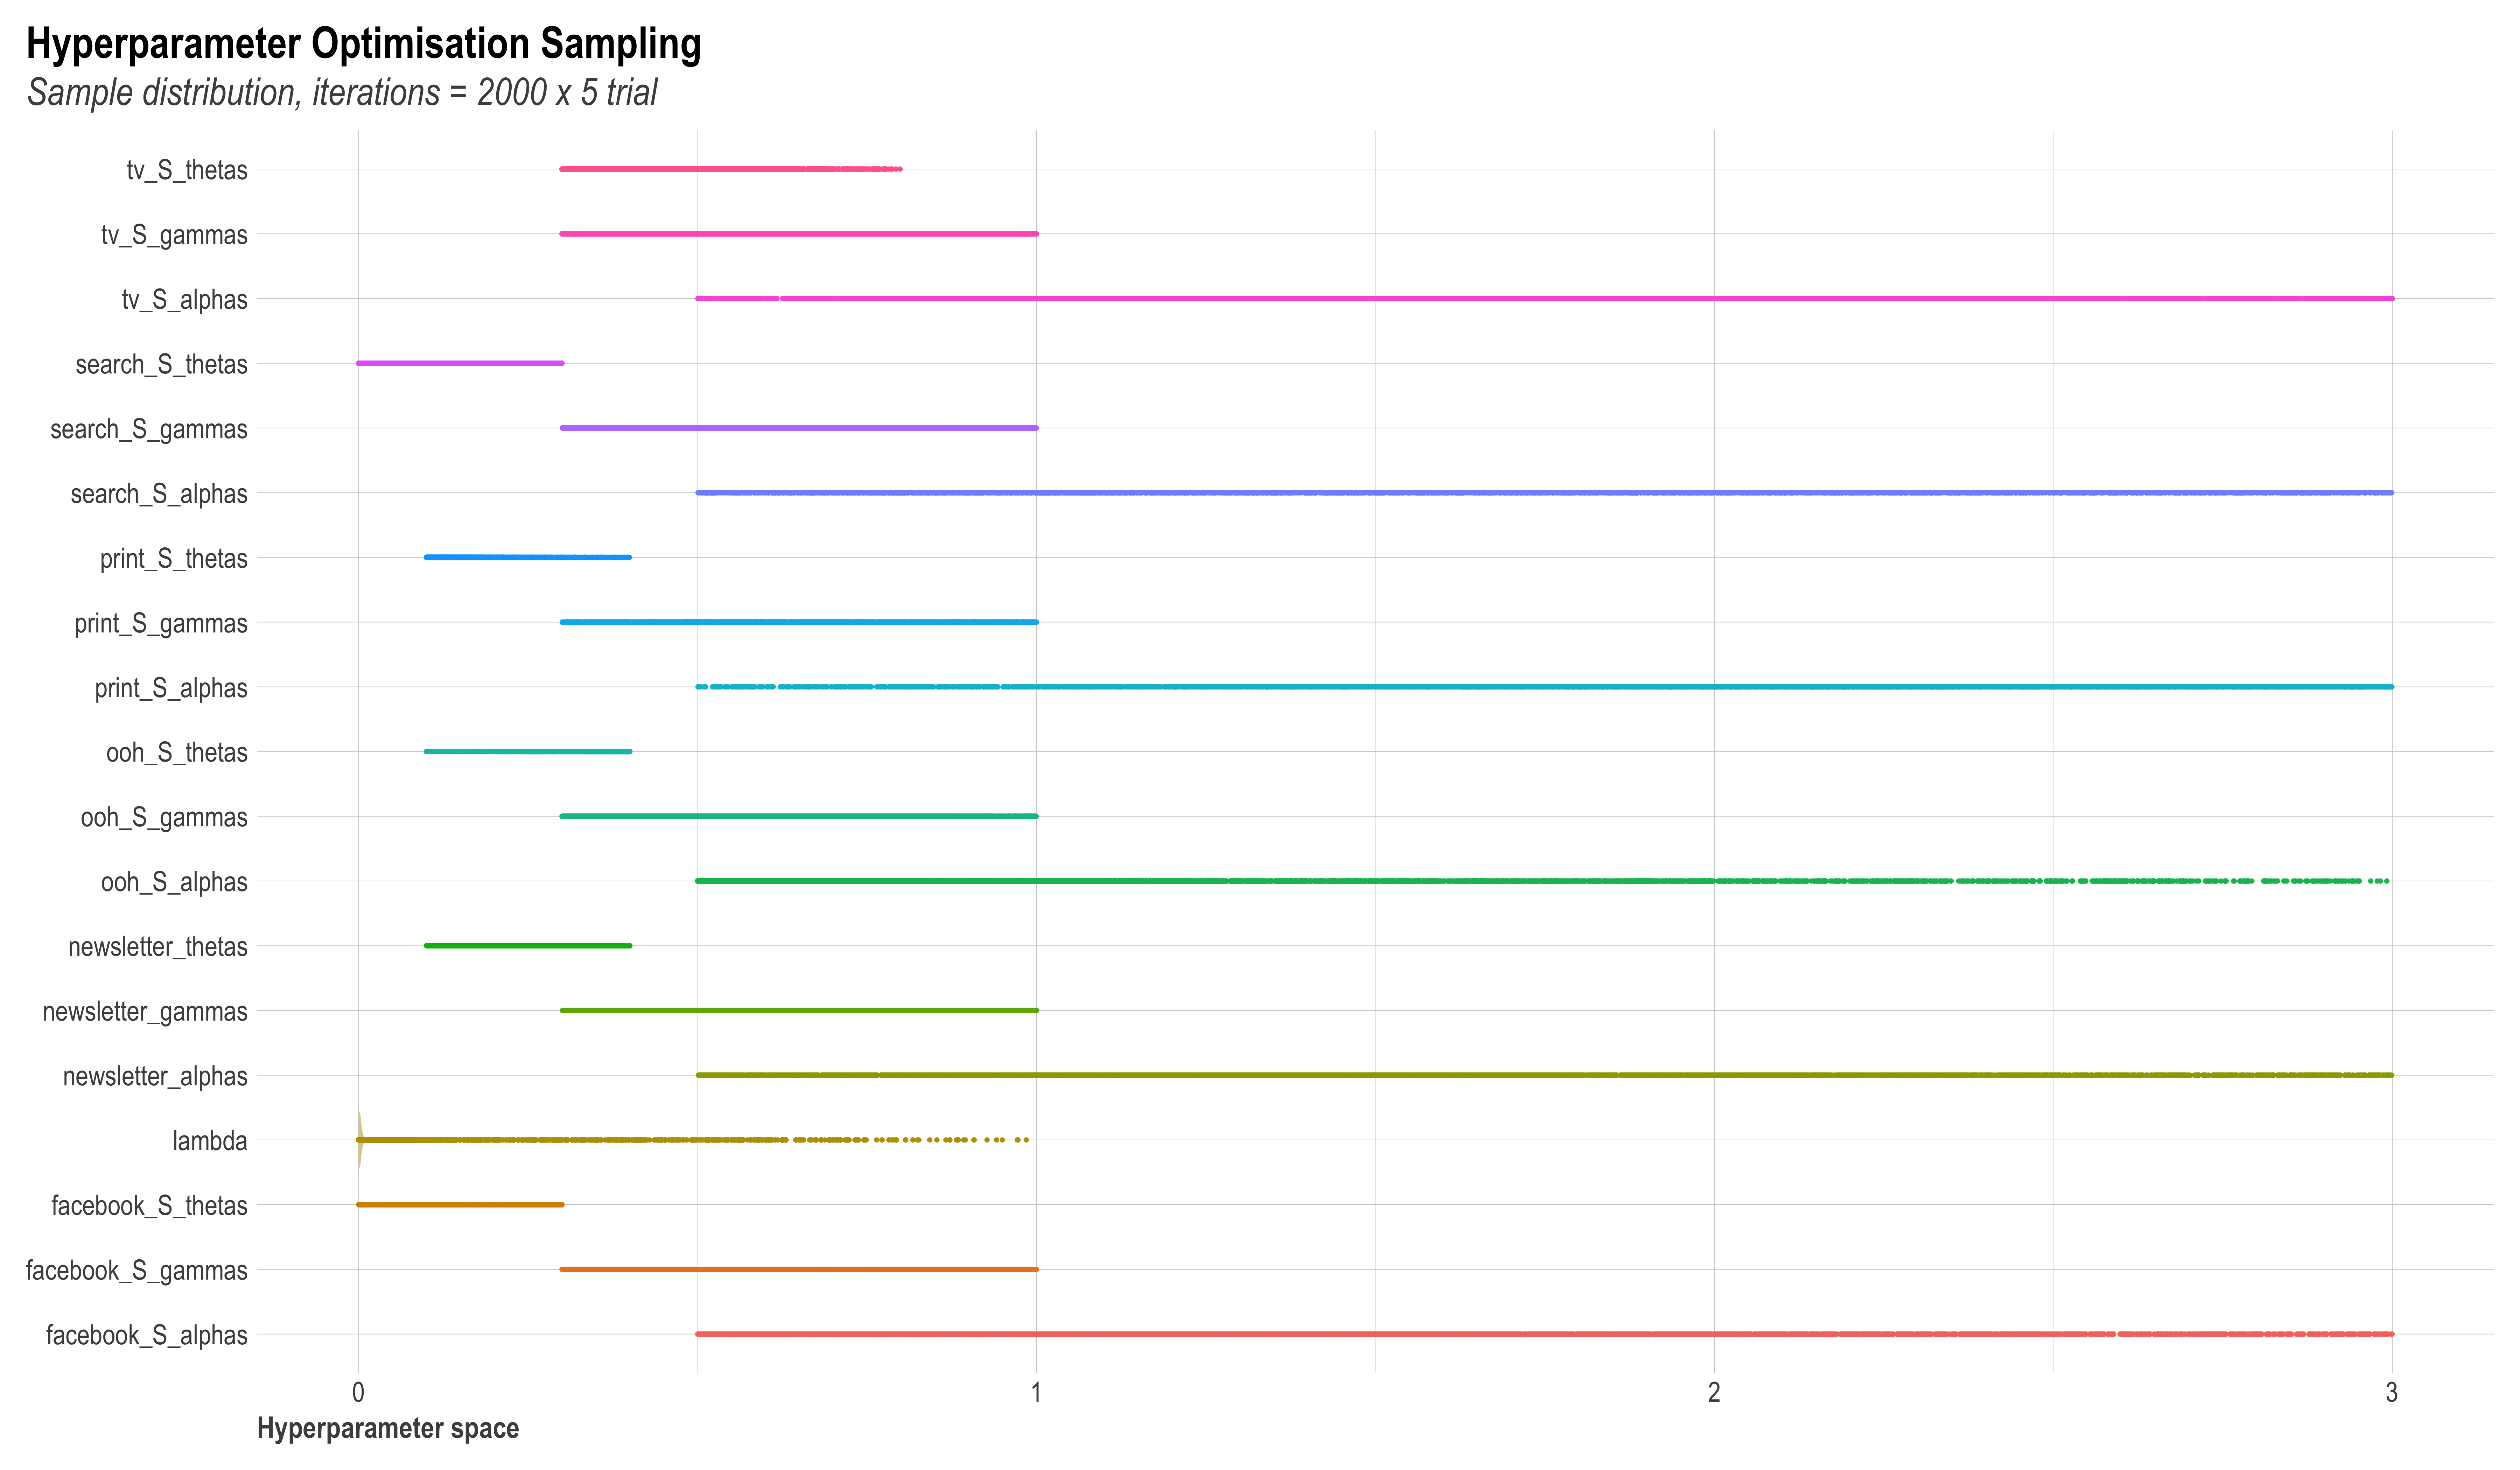 Hyperparameter Optimisation Sampling
Sample distribution, iterations = 2000 x 5 trial
tv_S_thetas
tv_S_gammas
tv_S_alphas
search_S_thetas
search_S_gammas
search_S_alphas
print_S_thetas
print_S_gammas
print_S_alphas
ooh_S_thetas
ooh_S_gammas
ooh_S_alphas
newsletter_thetas
newsletter_gammas
newsletter_alphas
lambda
facebook_S_thetas
facebook_S_gammas
facebook_S_alphas
0 1 2 3
Hyperparameter space